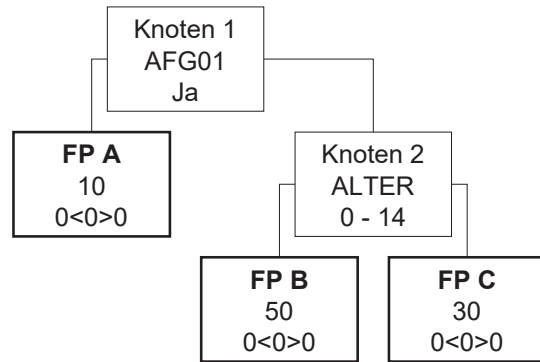 Knoten 1
AFG01
Ja
FP A
10
0<0>0
Knoten 2
ALTER
0 - 14
FP B
50
0<0>0
FP C
30
0<0>0